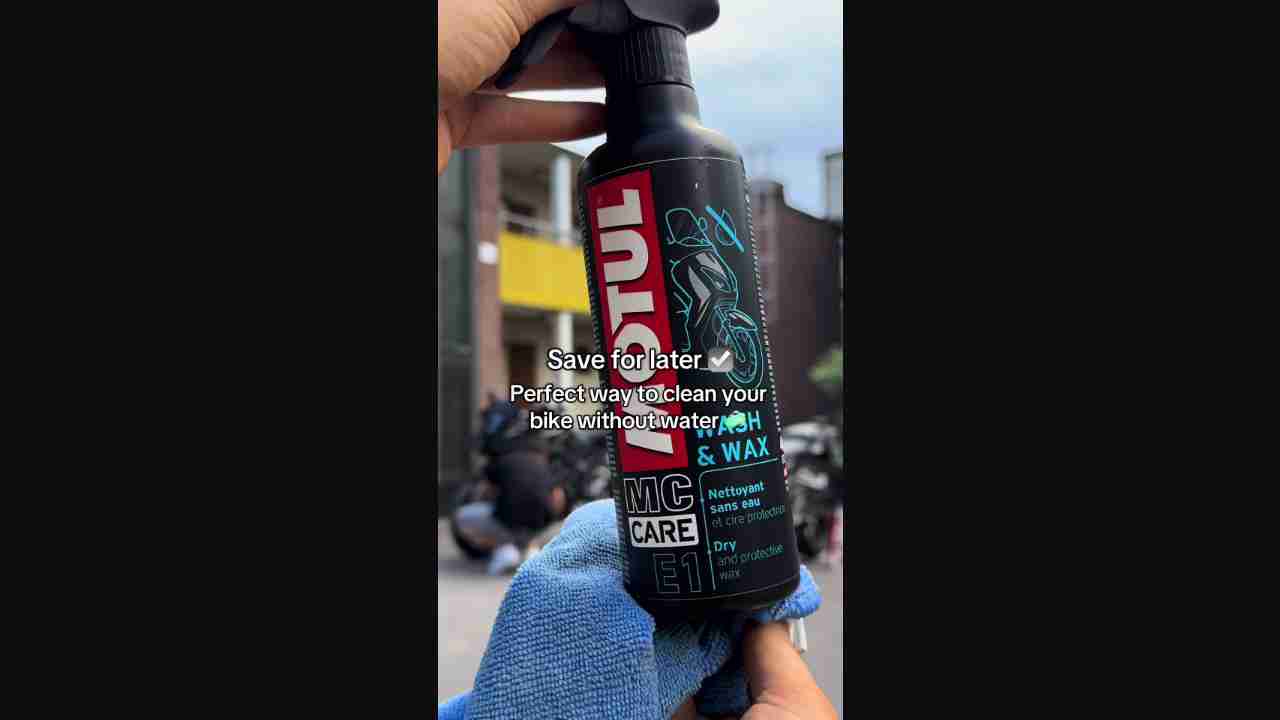 MOTUL
Save for later ✅
Perfect way to clean your
bike without water
WASH
& WAX
MC
CARE
E1
Nettoyant
sans eau
et cire protectrice
Dry
and protective
wax